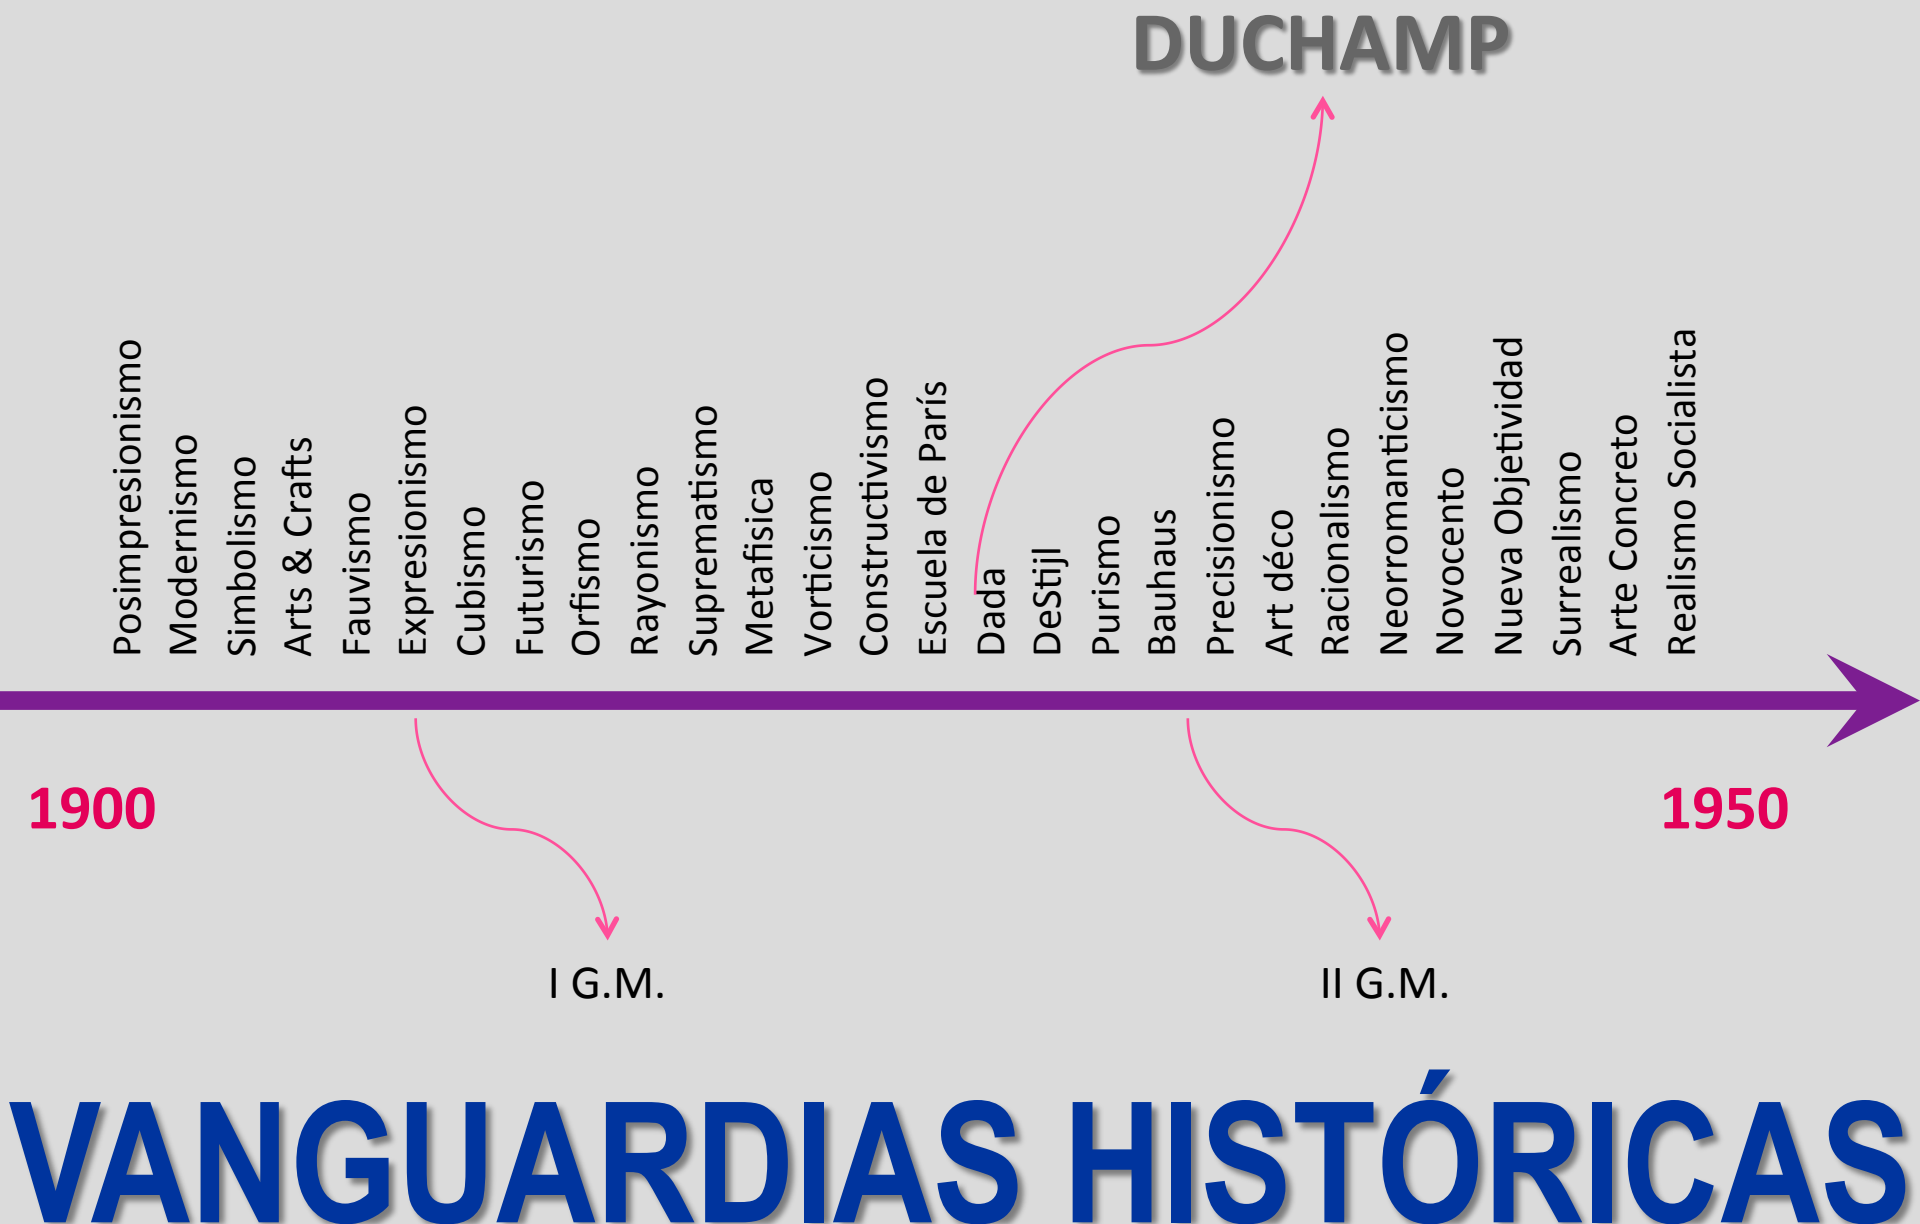 DUCHAMP
Posimpresionismo
Modernismo
Simbolismo
Arts & Crafts
Fauvismo
Expresionismo
Cubismo
Futurismo
Orfismo
Rayonismo
Suprematismo
Metafisica
Vorticismo
Constructivismo
Escuela de París
Dada
DeStijl
Purismo
Bauhaus
Precisionismo
Art déco
Racionalismo
Neorromanticismo
Novocento
Nueva Objetividad
Surrealismo
Arte Concreto
Realismo Socialista
1900
1950
I G.M.
II G.M.
VANGUARDIAS HISTÓRICAS